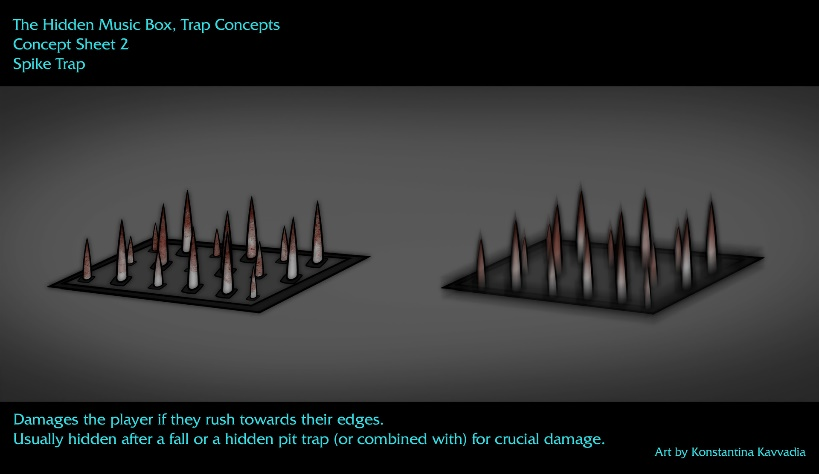 The Hidden Music Box, Trap Concepts
Concept Sheet 2
Spike Trap
Damages the player if they rush towards their edges.
Usually hidden after a fall or a hidden pit trap (or combined with) for crucial damage.
Art by Konstantina Kavvadia